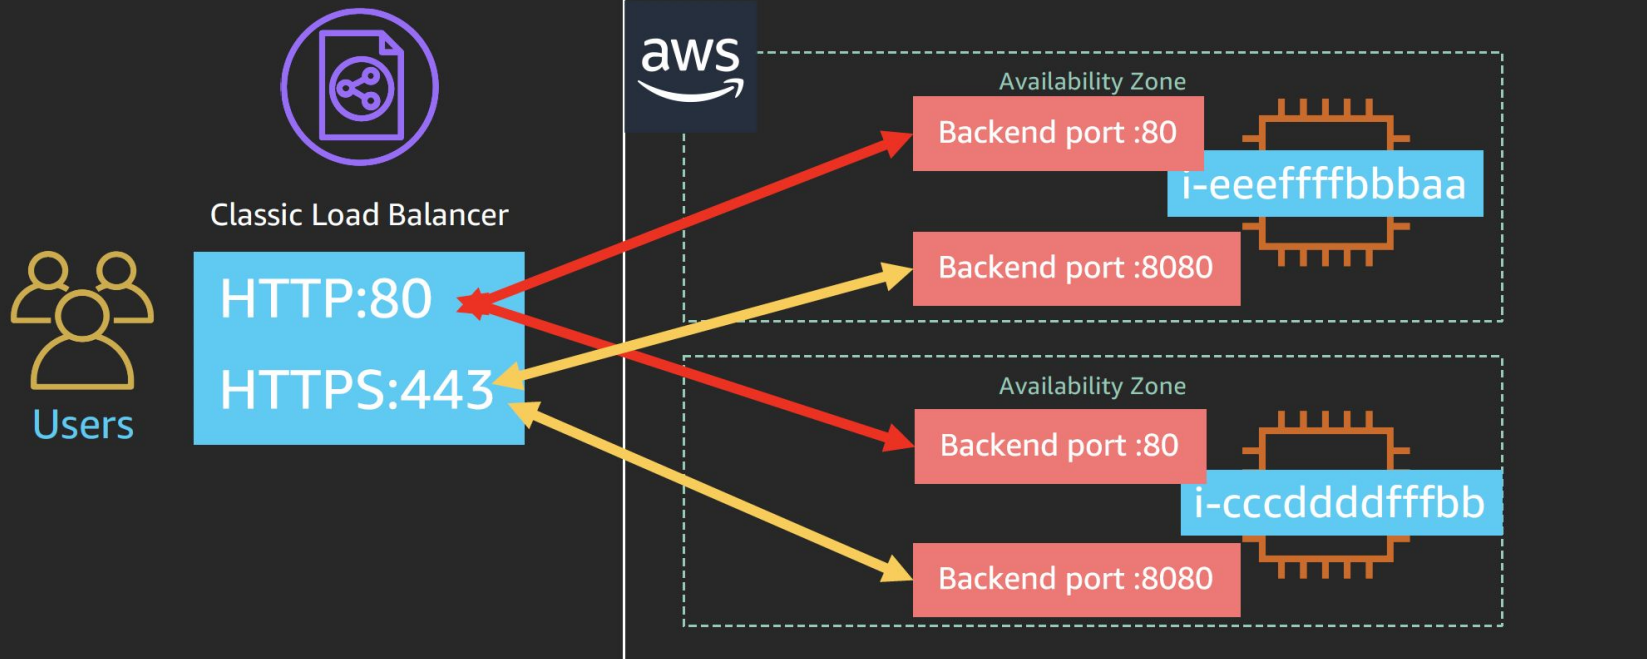 aws
Classic Load Balancer
Users
HTTP:80
HTTPS:443
Availability Zone
Backend port :80
i-eeeffffbbbaa
Backend port :8080
Availability Zone
Backend port :80
i-cccddddfffbb
Backend port :8080